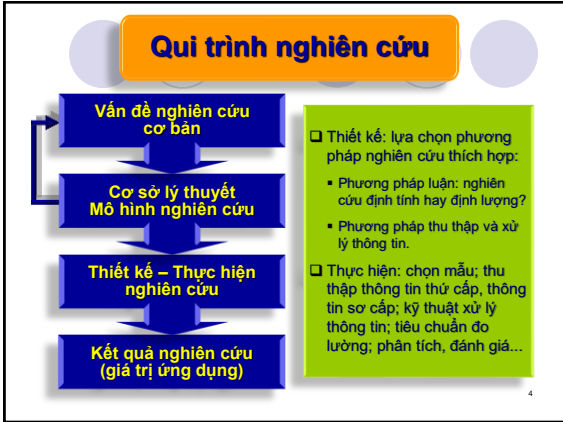 Qui trình nghiên cứu
Vấn đề nghiên cứu
cơ bản
Cơ sở lý thuyết
Mô hình nghiên cứu
Thiết kế – Thực hiện
nghiên cứu
Kết quả nghiên cứu
(giá trị ứng dụng)
❑ Thiết kế: lựa chọn phương
pháp nghiên cứu thích hợp:
▪ Phương pháp luận: nghiên
cứu định tính hay định lượng?
▪ Phương pháp thu thập và xử
lý thông tin.
❑ Thực hiện: chọn mẫu; thu
thập thông tin thứ cấp, thông
tin sơ cấp; kỹ thuật xử lý
thông tin; tiêu chuẩn đo
lường; phân tích, đánh giá...
4